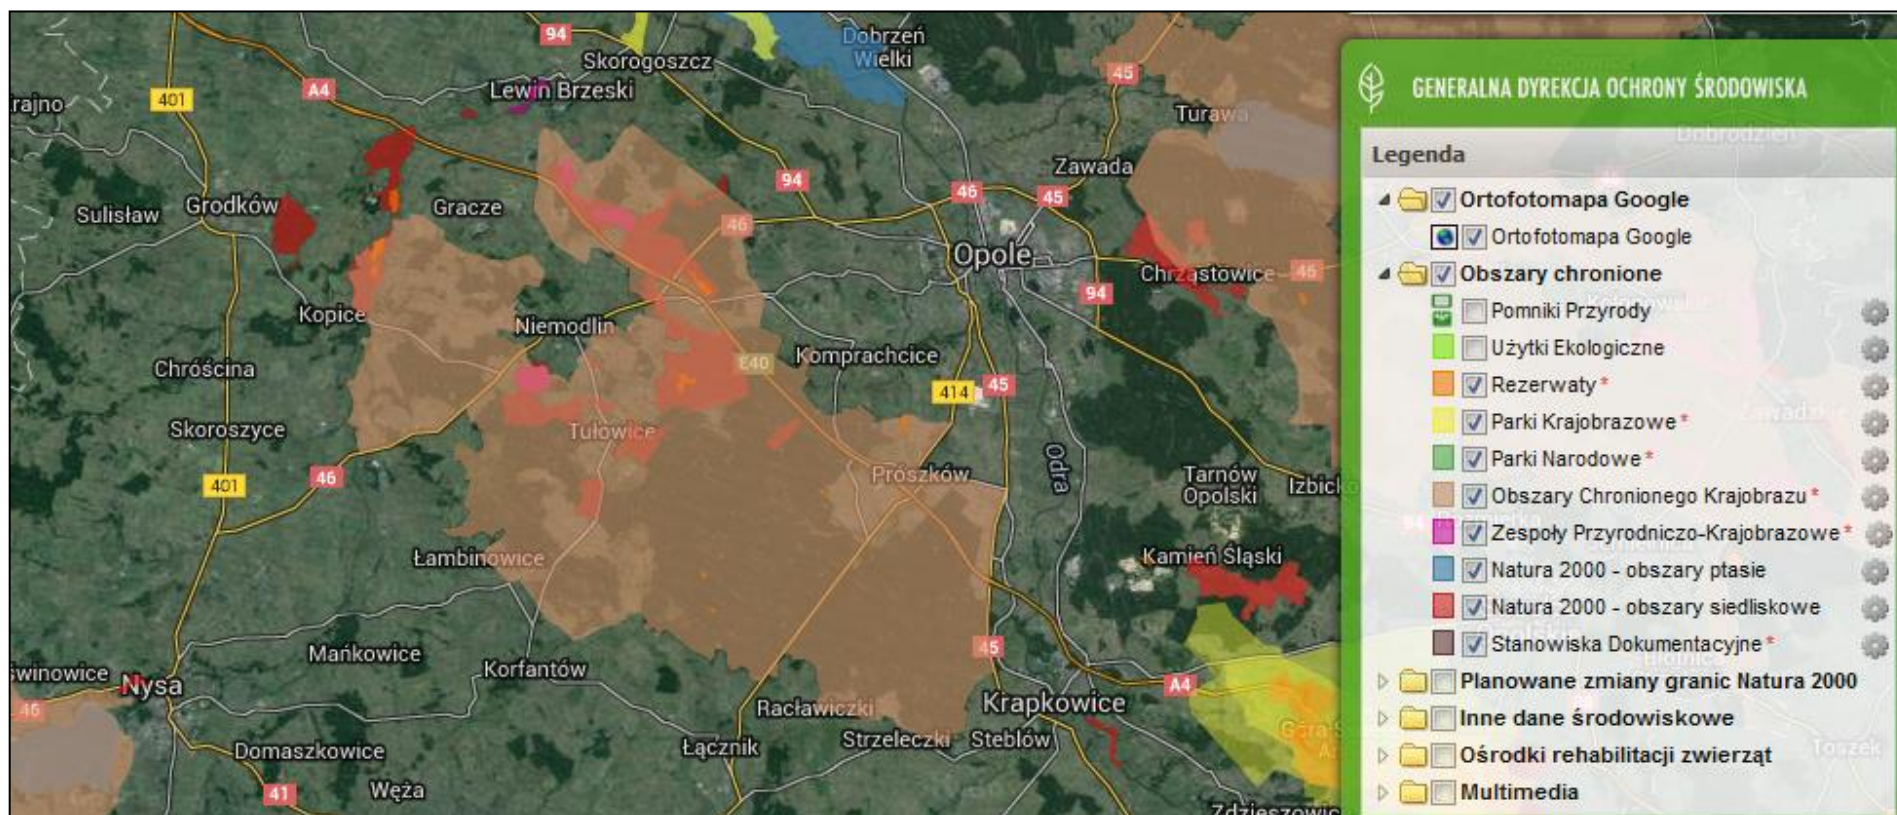 94
Skorogoszcz
Dobrzeń
Wielki
45
A4
Lewin Brzeski
401
Turawa
Zawada
94
46
45
Sulisław
Grodków
Gracze
46
Opole
Chrząstowice
46
94
Kopice
Niemodlin
Komprachcice
E40
Chróścina
414
45
Skoroszyce
Tułowice
Odra
Prószków
Tarnów
Opolski
401
46
Łambinowice
Kamień Śląski
Mańkowice
Korfantów
45
Nysa
46
A4
Krapkowice
Racławiczki
Domaszkowice
Łącznik
Strzeleczki
Steblów
Węża
41
GENERALNA DYREKCJA OCHRONY ŚRODOWISKA
Dobrodzień
Legenda
Ortofotomapa Google
Ortofotomapa Google
Obszary chronione
Pomniki Przyrody
Użytki Ekologiczne
Rezerwaty *
Parki Krajobrazowe *
Parki Narodowe *
Obszary Chronionego Krajobrazu *
Zespoły Przyrodniczo-Krajobrazowe *
Natura 2000 - obszary ptasie
Natura 2000 - obszary siedliskowe
Stanowiska Dokumentacyjne *
Planowane zmiany granic Natura 2000
Inne dane środowiskowe
Ośrodki rehabilitacji zwierząt
Toszek
Multimedia